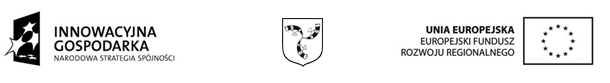 INNOWACYJNA
GOSPODARKA
NARODOWA STRATEGIA SPÓJNOŚCI
UNIA EUROPEJSKA
EUROPEJSKI FUNDUSZ
ROZWOJU REGIONALNEGO